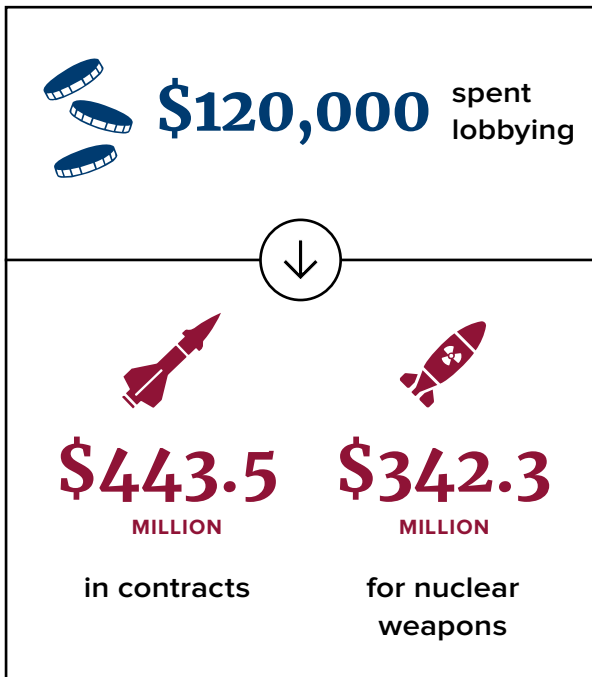 $120,000
spent
lobbying
$443.5
MILLION
in contracts
$342.3
MILLION
for nuclear
weapons